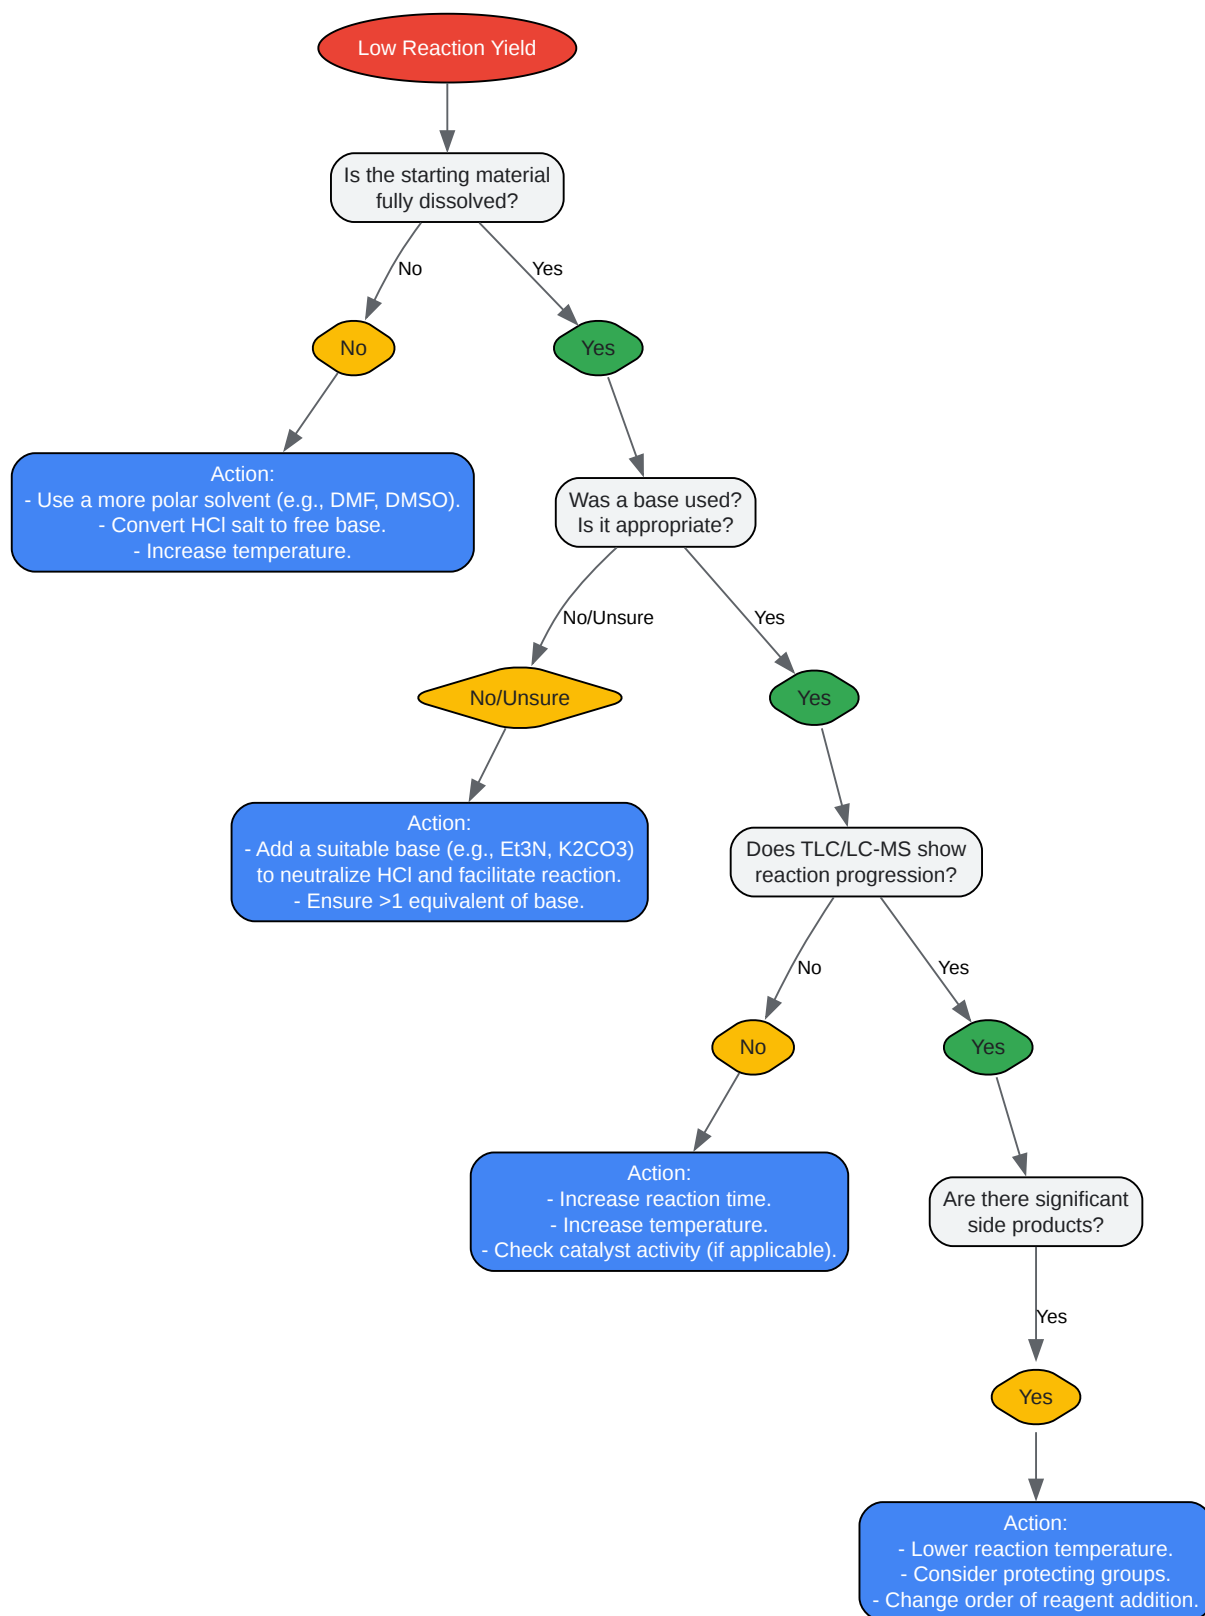 Low Reaction Yield
Is the starting material
fully dissolved?
No
Yes
No
Yes
Action:
- Use a more polar solvent (e.g., DMF, DMSO).
- Convert HCl salt to free base.
- Increase temperature.
Was a base used?
Is it appropriate?
No/Unsure
Yes
No/Unsure
Yes
Action:
- Add a suitable base (e.g., Et3N, K2CO3)
to neutralize HCl and facilitate reaction.
- Ensure >1 equivalent of base.
Does TLC/LC-MS show
reaction progression?
No
Yes
No
Yes
Action:
- Increase reaction time.
- Increase temperature.
- Check catalyst activity (if applicable).
Are there significant
side products?
Yes
Yes
Action:
- Lower reaction temperature.
- Consider protecting groups.
- Change order of reagent addition.